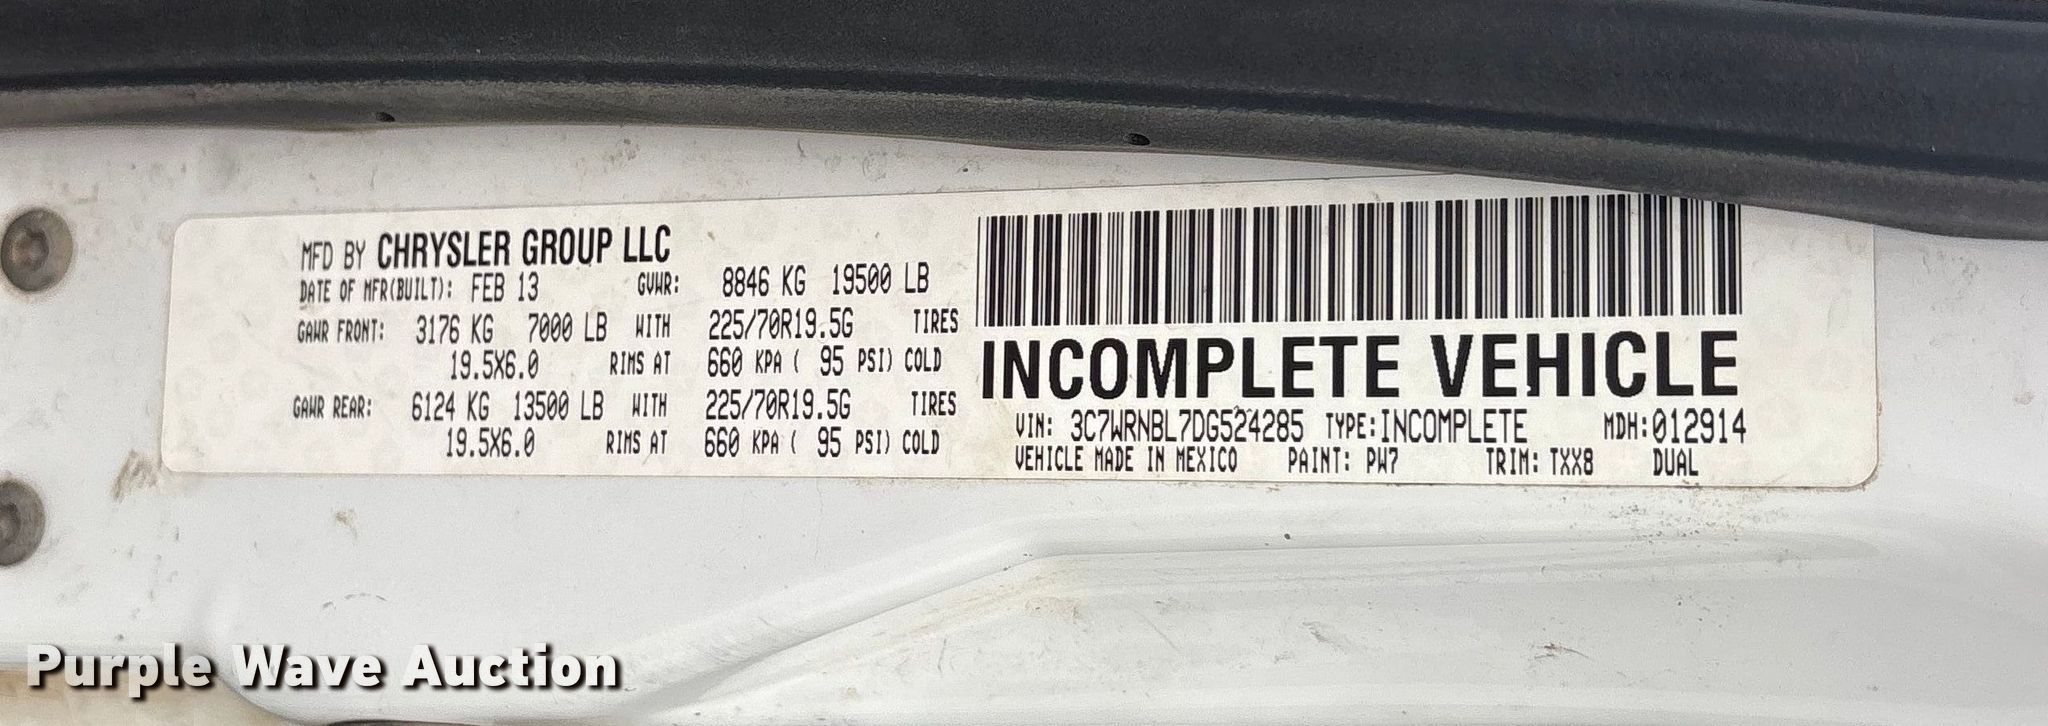 MFD BY CHRYSLER GROUP LLC
DATE OF MFR(BUILT): FEB 13 GVWR: 8846 KG 19500 LB
GAWR FRONT: 3176 KG 7000 LB WITH 225/70R19.5G TIRES
19.5X6.0 RIMS AT 660 KPA ( 95 PSI) COLD
GAWR REAR: 6124 KG 13500 LB WITH 225/70R19.5G TIRES
19.5X6.0 RIMS AT 660 KPA ( 95 PSI) COLD
INCOMPLETE VEHICLE
VIN: 3C7WRNBL7DG524285 TYPE:INCOMPLETE MDH:012914
VEHICLE MADE IN MEXICO PAINT: PW7 TRIM: TXX8 DUAL
Purple Wave Auction